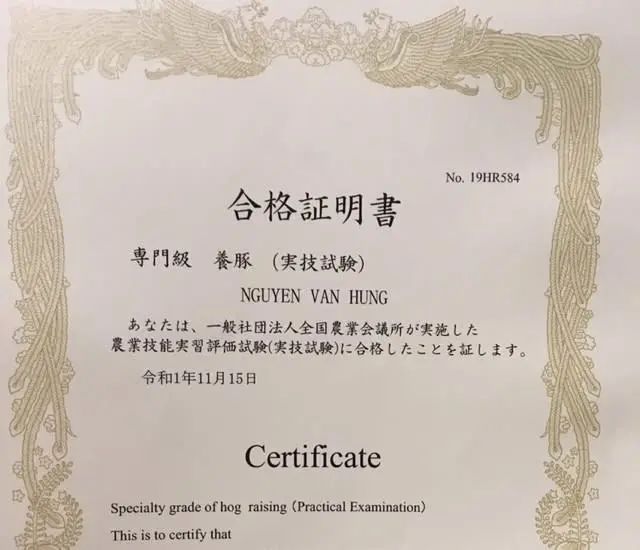 No. 19HR584
合格証明書
専門級 養豚 （実技試験）
NGUYEN VAN HUNG
あなたは、一般社団法人全国農業会議所が実施した
農業技能実習評価試験(実技試験)に合格したことを証します。
令和1年11月15日
Certificate
Specialty grade of hog raising (Practical Examination)
This is to certify that